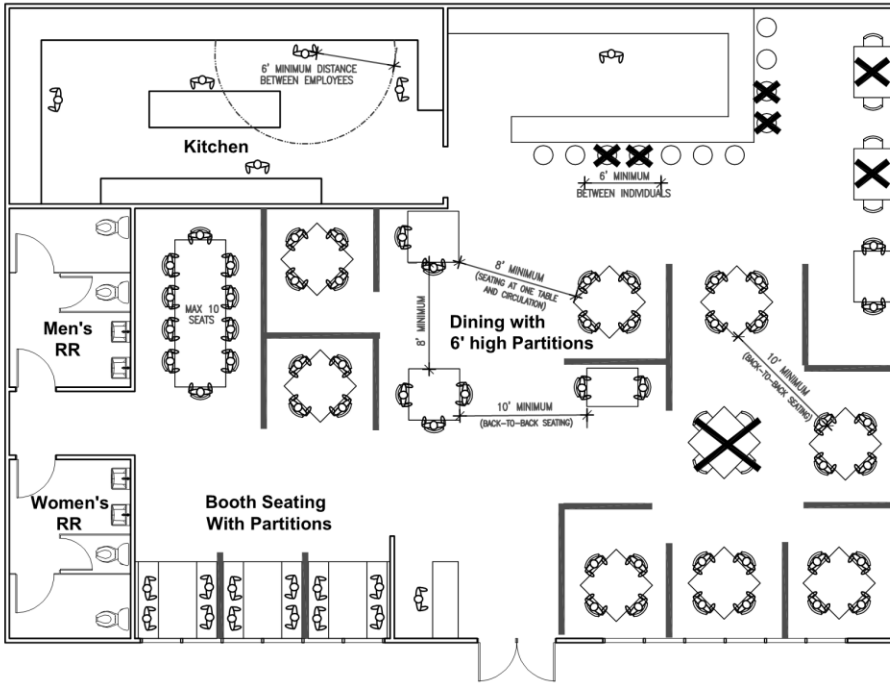 6' MINIMUM DISTANCE
BETWEEN EMPLOYEES
Kitchen
6' MINIMUM
BETWEEN INDIVIDUALS
MAX 10
SEATS
Men's
RR
8' MINIMUM
8' MINIMUM
(SEATING AT ONE TABLE
AND CIRCULATION)
Dining with
6' high Partitions
10' MINIMUM
(BACK-TO-BACK SEATING)
10' MINIMUM
(BACK-TO-BACK SEATING)
Women's
RR
Booth Seating
With Partitions